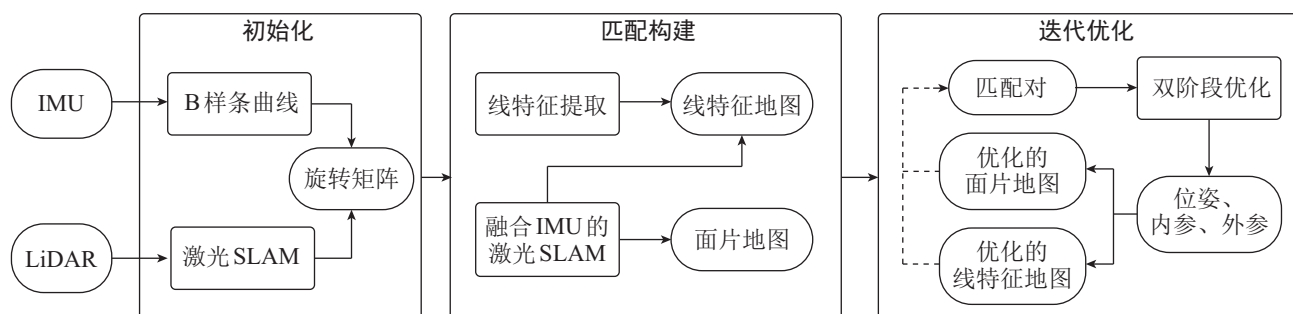 初始化
IMU
B样条曲线
旋转矩阵
LiDAR
激光SLAM
匹配构建
线特征提取
线特征地图
融合IMU的
激光SLAM
面片地图
迭代优化
匹配对
双阶段优化
优化的
面片地图
位姿、
内参、外参
优化的
线特征地图